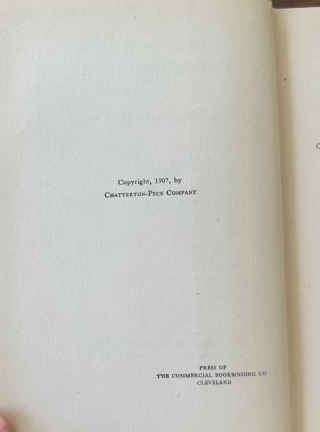 Copyright, 1907, by
CHATTERTON-PECK COMPANY
PRESS OF
THE COMMERCIAL BOOKBINDING CO
CLEVELAND